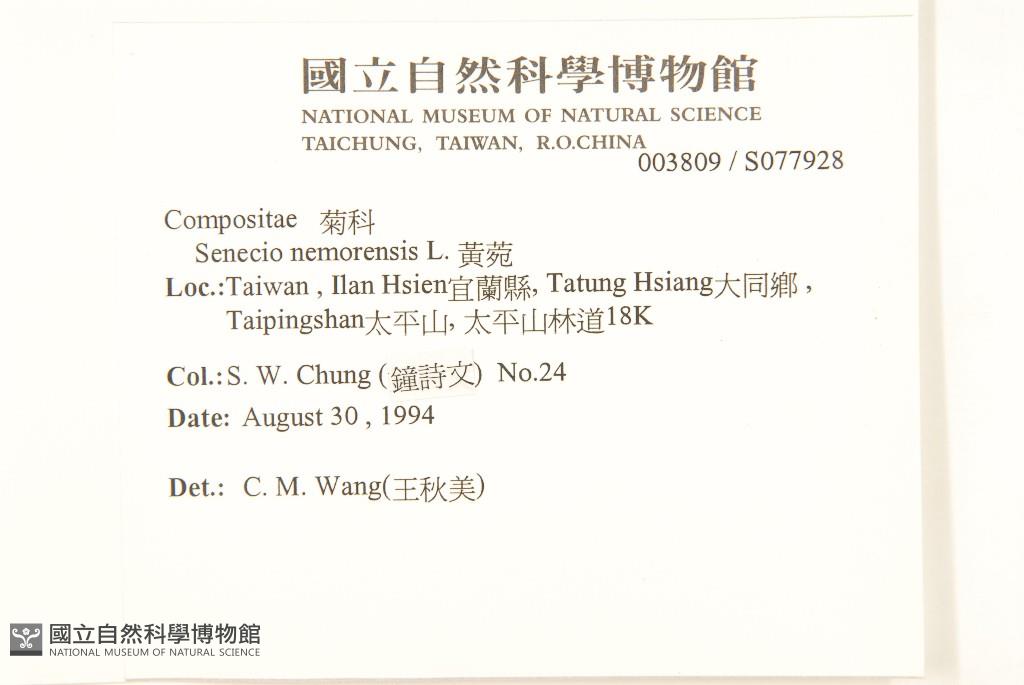 國立自然科學博物館
NATIONAL MUSEUM OF NATURAL SCIENCE
TAICHUNG, TAIWAN, R.O.CHINA
003809 / S077928
Compositae 菊科
Senecio nemorensis L. 黃菀
Loc.:Taiwan , Ilan Hsien宜蘭縣, Tatung Hsiang大同鄉 ,
Taipingshan太平山, 太平山林道18K
Col.: S. W. Chung (鐘詩文) No.24
Date: August 30 , 1994
Det.: C. M. Wang(王秋美)
國立自然科學博物館
NATIONAL MUSEUM OF NATURAL SCIENCE